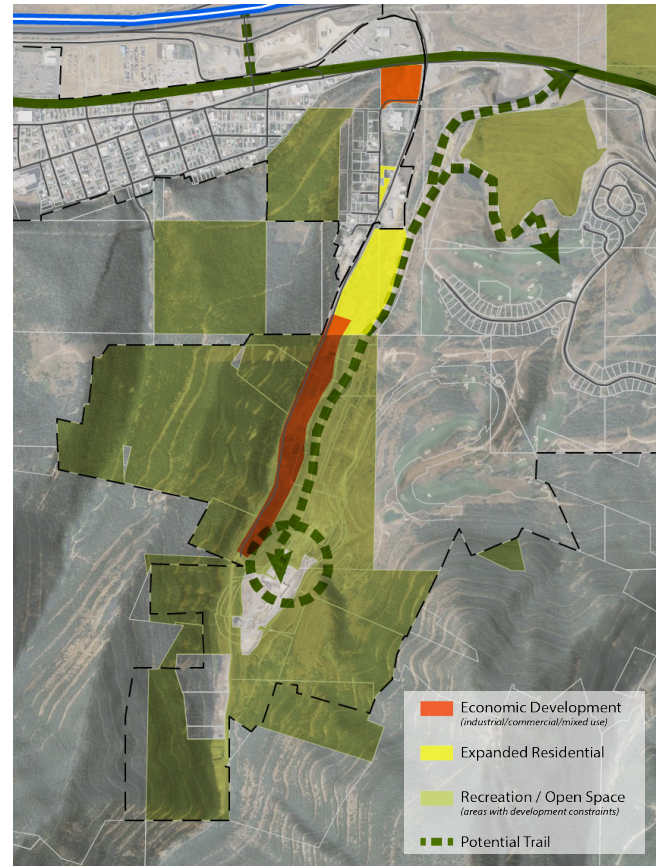 Economic Development
(industrial/commercial/mixed use)
Expanded Residential
Recreation / Open Space
(areas with development constraints)
Potential Trail